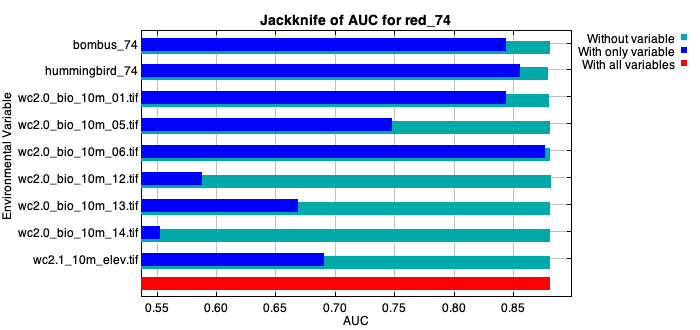 Jackknife of AUC for red_74
Without variable
With only variable
With all variables
Environmental Variable
bombus_74
hummingbird_74
wc2.0_bio_10m_01.tif
wc2.0_bio_10m_05.tif
wc2.0_bio_10m_06.tif
wc2.0_bio_10m_12.tif
wc2.0_bio_10m_13.tif
wc2.0_bio_10m_14.tif
wc2.1_10m_elev.tif
0.55 0.60 0.65 0.70 0.75 0.80 0.85
AUC